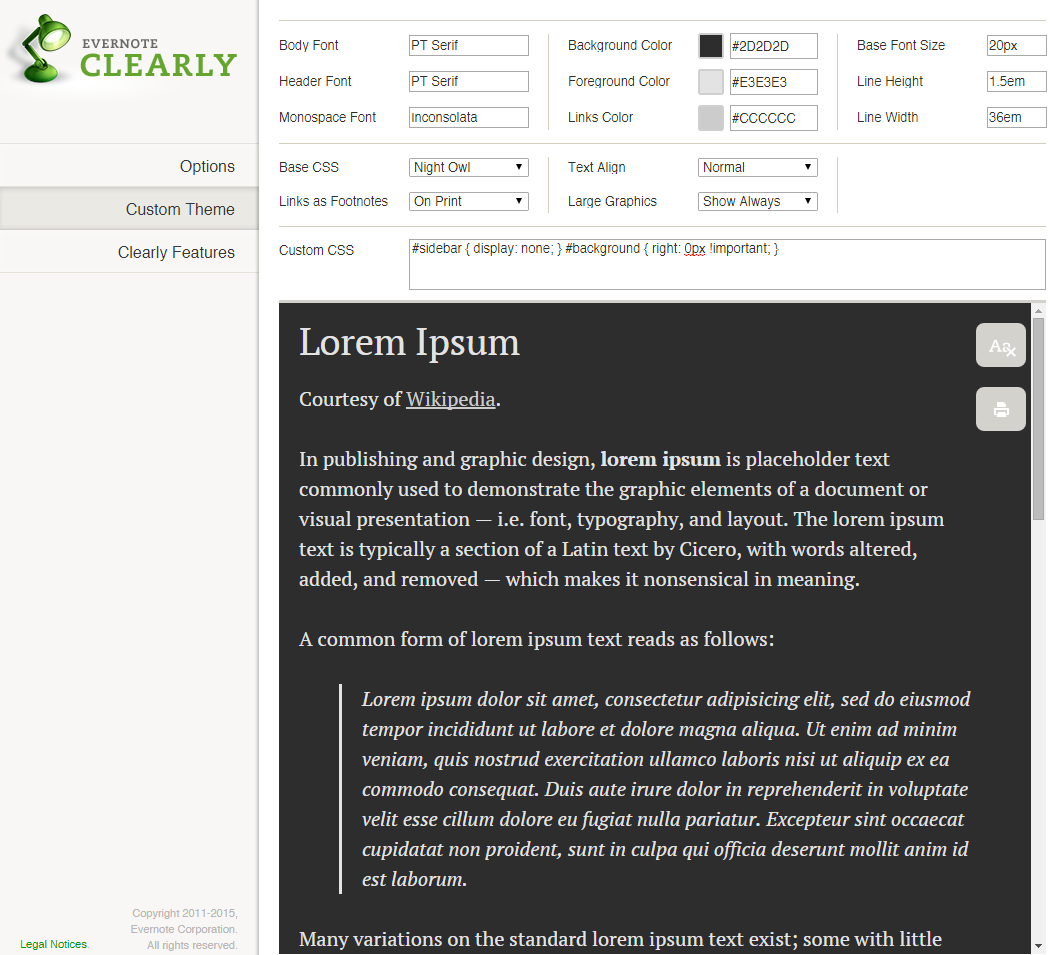 EVERNOTE
CLEARLY
Options
Custom Theme
Clearly Features
Legal Notices.
Copyright 2011-2015,
Evernote Corporation.
All rights reserved.
Body Font PT Serif Background Color #2D2D2D Base Font Size 20px
Header Font PT Serif Foreground Color #E3E3E3 Line Height 1.5em
Monospace Font Inconsolata Links Color #CCCCCC Line Width 36em
Base CSS Night Owl Text Align Normal
Links as Footnotes On Print Large Graphics Show Always
Custom CSS #sidebar { display: none; } #background { right: 0px !important; }
Lorem Ipsum
Aa
Courtesy of Wikipedia.
In publishing and graphic design, lorem ipsum is placeholder text
commonly used to demonstrate the graphic elements of a document or
visual presentation — i.e. font, typography, and layout. The lorem ipsum
text is typically a section of a Latin text by Cicero, with words altered,
added, and removed — which makes it nonsensical in meaning.
A common form of lorem ipsum text reads as follows:
Lorem ipsum dolor sit amet, consectetur adipisicing elit, sed do eiusmod
tempor incididunt ut labore et dolore magna aliqua. Ut enim ad minim
veniam, quis nostrud exercitation ullamco laboris nisi ut aliquip ex ea
commodo consequat. Duis aute irure dolor in reprehenderit in voluptate
velit esse cillum dolore eu fugiat nulla pariatur. Excepteur sint occaecat
cupidatat non proident, sunt in culpa qui officia deserunt mollit anim id
est laborum.
Many variations on the standard lorem ipsum text exist; some with little